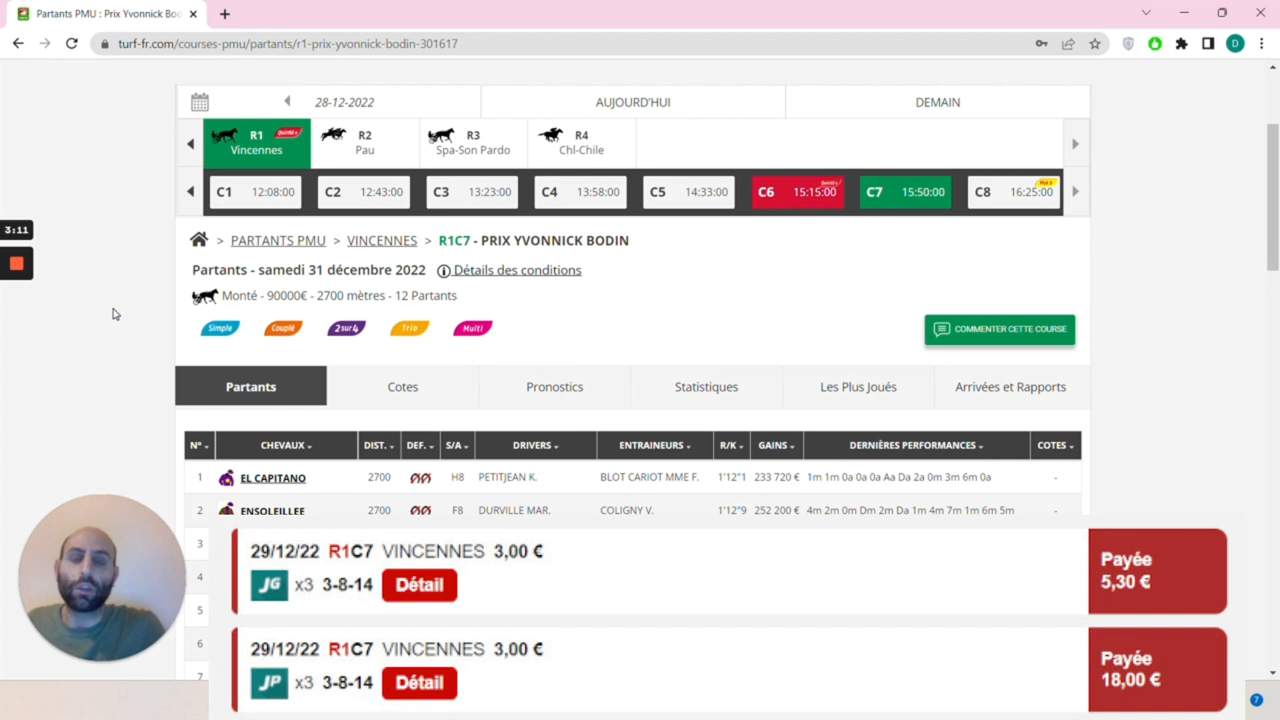 Partants PMU : Prix Yvonnick Bod
turf-fr.com/courses-pmu/partants/r1-prix-yvonnick-bodin-301617
D
28-12-2022 AUJOURD'HUI DEMAIN
R1 Quinté+ R2 R3 R4
Vincennes Pau Spa-Son Pardo Chl-Chile
C1 12:08:00 C2 12:43:00 C3 13:23:00 C4 13:58:00 C5 14:33:00 C6 15:15:00 Quinté+ C7 15:50:00 C8 16:25:00 Pick 5
3:11
> PARTANTS PMU > VINCENNES > R1C7 - PRIX YVONNICK BODIN
Partants - samedi 31 décembre 2022 Détails des conditions
Monté - 90000€ - 2700 mètres - 12 Partants
Simple Couplé 2sur4 Trio Multi
COMMENTER CETTE COURSE
Partants Cotes Pronostics Statistiques Les Plus Joués Arrivées et Rapports
N° CHEVAUX DIST. DEF. S/A DRIVERS ENTRAINEURS R/K GAINS DERNIÈRES PERFORMANCES COTES
1 EL CAPITANO 2700 H8 PETITJEAN K. BLOT CARIOT MME F. 1'12"1 233 720 € 1m 1m 0a 0a 0a Aa Da 2a 0m 3m 6m 0a -
2 ENSOLEILLEE 2700 F8 DURVILLE MAR. COLIGNY V. 1'12"9 252 200 € 4m 2m 0m Dm 2m Da 1m 4m 7m 1m 6m 5m -
3
4
5
6
7
29/12/22 R1C7 VINCENNES 3,00 €
JG x3 3-8-14 Détail
Payée
5,30 €
29/12/22 R1C7 VINCENNES 3,00 €
JP x3 3-8-14 Détail
Payée
18,00 €
7